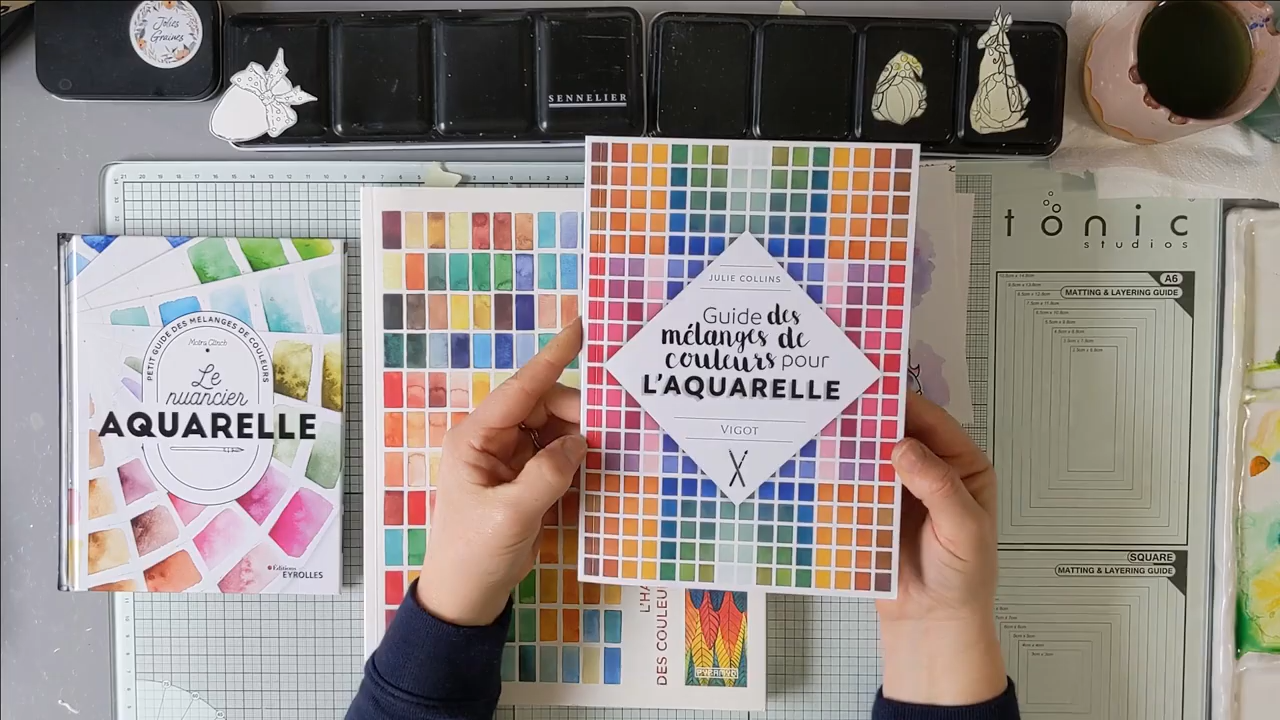 Jolies
Graines
SENNELIER
tonic
studios
A6
MATTING & LAYERING GUIDE
SQUARE
MATTING & LAYERING GUIDE
PETIT GUIDE DES MÉLANGES DE COULEURS
Moïra Clinch
Le
nuancier
AQUARELLE
Éditions
EYROLLES
JULIE COLLINS
Guide des
mélanges de
couleurs pour
L'AQUARELLE
VIGOT
L'HA
DES COULEU
PYRAMYD